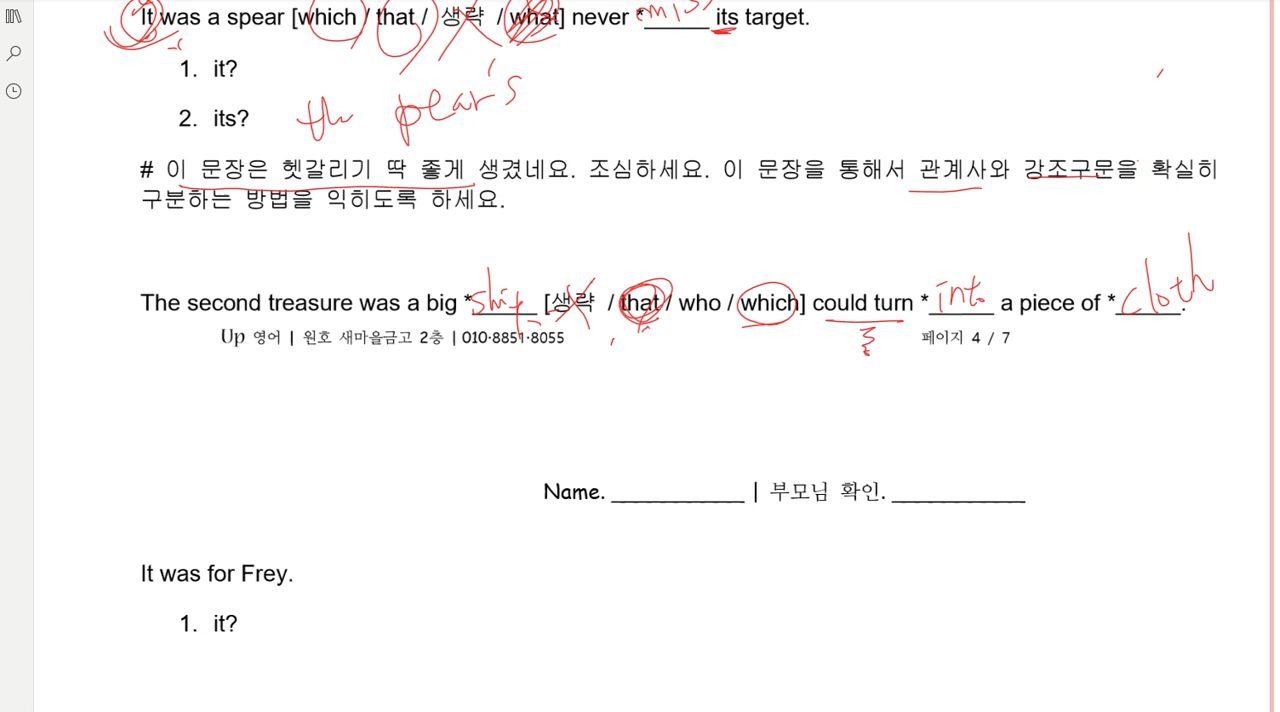 It was a spear [which / that / 생략 / what] never *miss its target.
1. it?
2. its? the pear's
# 이 문장은 헷갈리기 딱 좋게 생겼네요. 조심하세요. 이 문장을 통해서 관계사와 강조구문을 확실히
구분하는 방법을 익히도록 하세요.
The second treasure was a big *ship [생략 / that / who / which] could turn *into a piece of *cloth.
Up 영어 | 원호 새마을금고 2층 | 010·8851·8055 페이지 4 / 7
Name. ___________ | 부모님 확인. ___________
It was for Frey.
1. it?